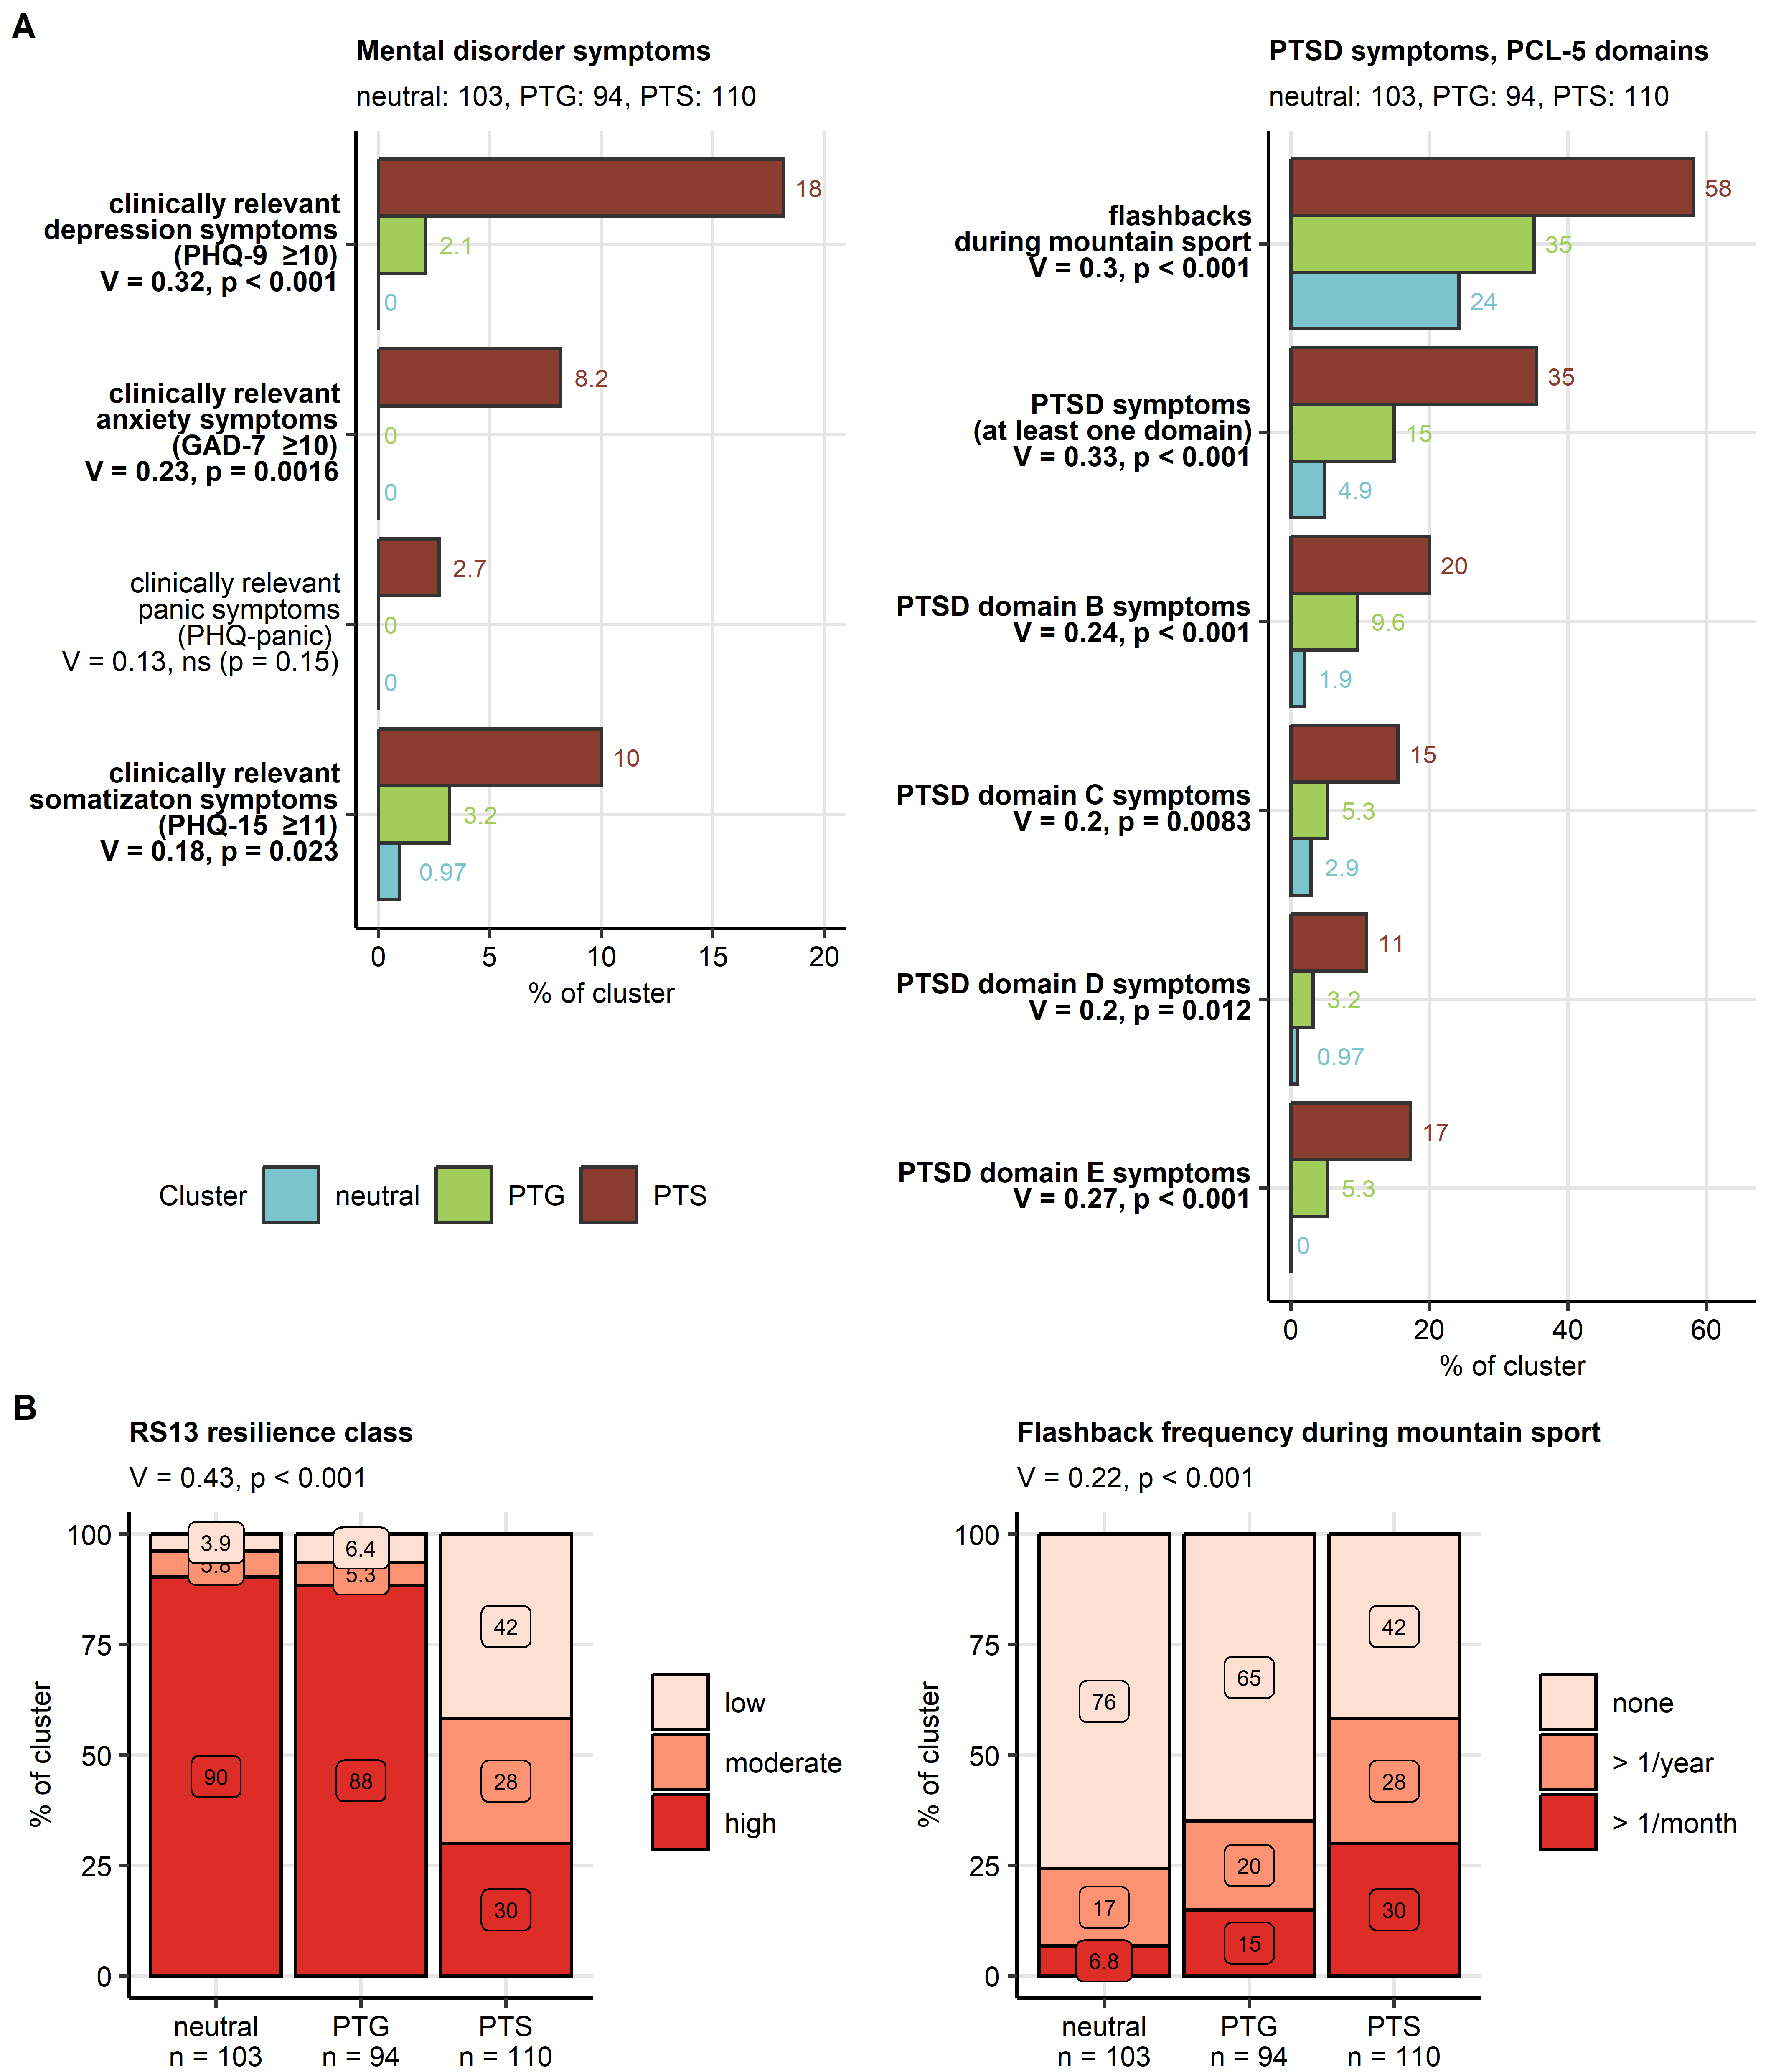 A
Mental disorder symptoms
neutral: 103, PTG: 94, PTS: 110
clinically relevant
depression symptoms
(PHQ-9 ≥10)
V = 0.32, p < 0.001
18
2.1
0
clinically relevant
anxiety symptoms
(GAD-7 ≥10)
V = 0.23, p = 0.0016
8.2
0
0
clinically relevant
panic symptoms
(PHQ-panic)
V = 0.13, ns (p = 0.15)
2.7
0
0
clinically relevant
somatizaton symptoms
(PHQ-15 ≥11)
V = 0.18, p = 0.023
10
3.2
0.97
0 5 10 15 20
% of cluster
Cluster neutral PTG PTS
PTSD symptoms, PCL-5 domains
neutral: 103, PTG: 94, PTS: 110
flashbacks
during mountain sport
V = 0.3, p < 0.001
58
35
24
PTSD symptoms
(at least one domain)
V = 0.33, p < 0.001
35
15
4.9
PTSD domain B symptoms
V = 0.24, p < 0.001
20
9.6
1.9
PTSD domain C symptoms
V = 0.2, p = 0.0083
15
5.3
2.9
PTSD domain D symptoms
V = 0.2, p = 0.012
11
3.2
0.97
PTSD domain E symptoms
V = 0.27, p < 0.001
17
5.3
0
0 20 40 60
% of cluster
B
RS13 resilience class
V = 0.43, p < 0.001
% of cluster
100
75
50
25
0
3.9
5.8
90
6.4
5.3
88
42
28
30
neutral PTG PTS
n = 103 n = 94 n = 110
low
moderate
high
Flashback frequency during mountain sport
V = 0.22, p < 0.001
% of cluster
100
75
50
25
0
76
17
6.8
65
20
15
42
28
30
neutral PTG PTS
n = 103 n = 94 n = 110
none
> 1/year
> 1/month